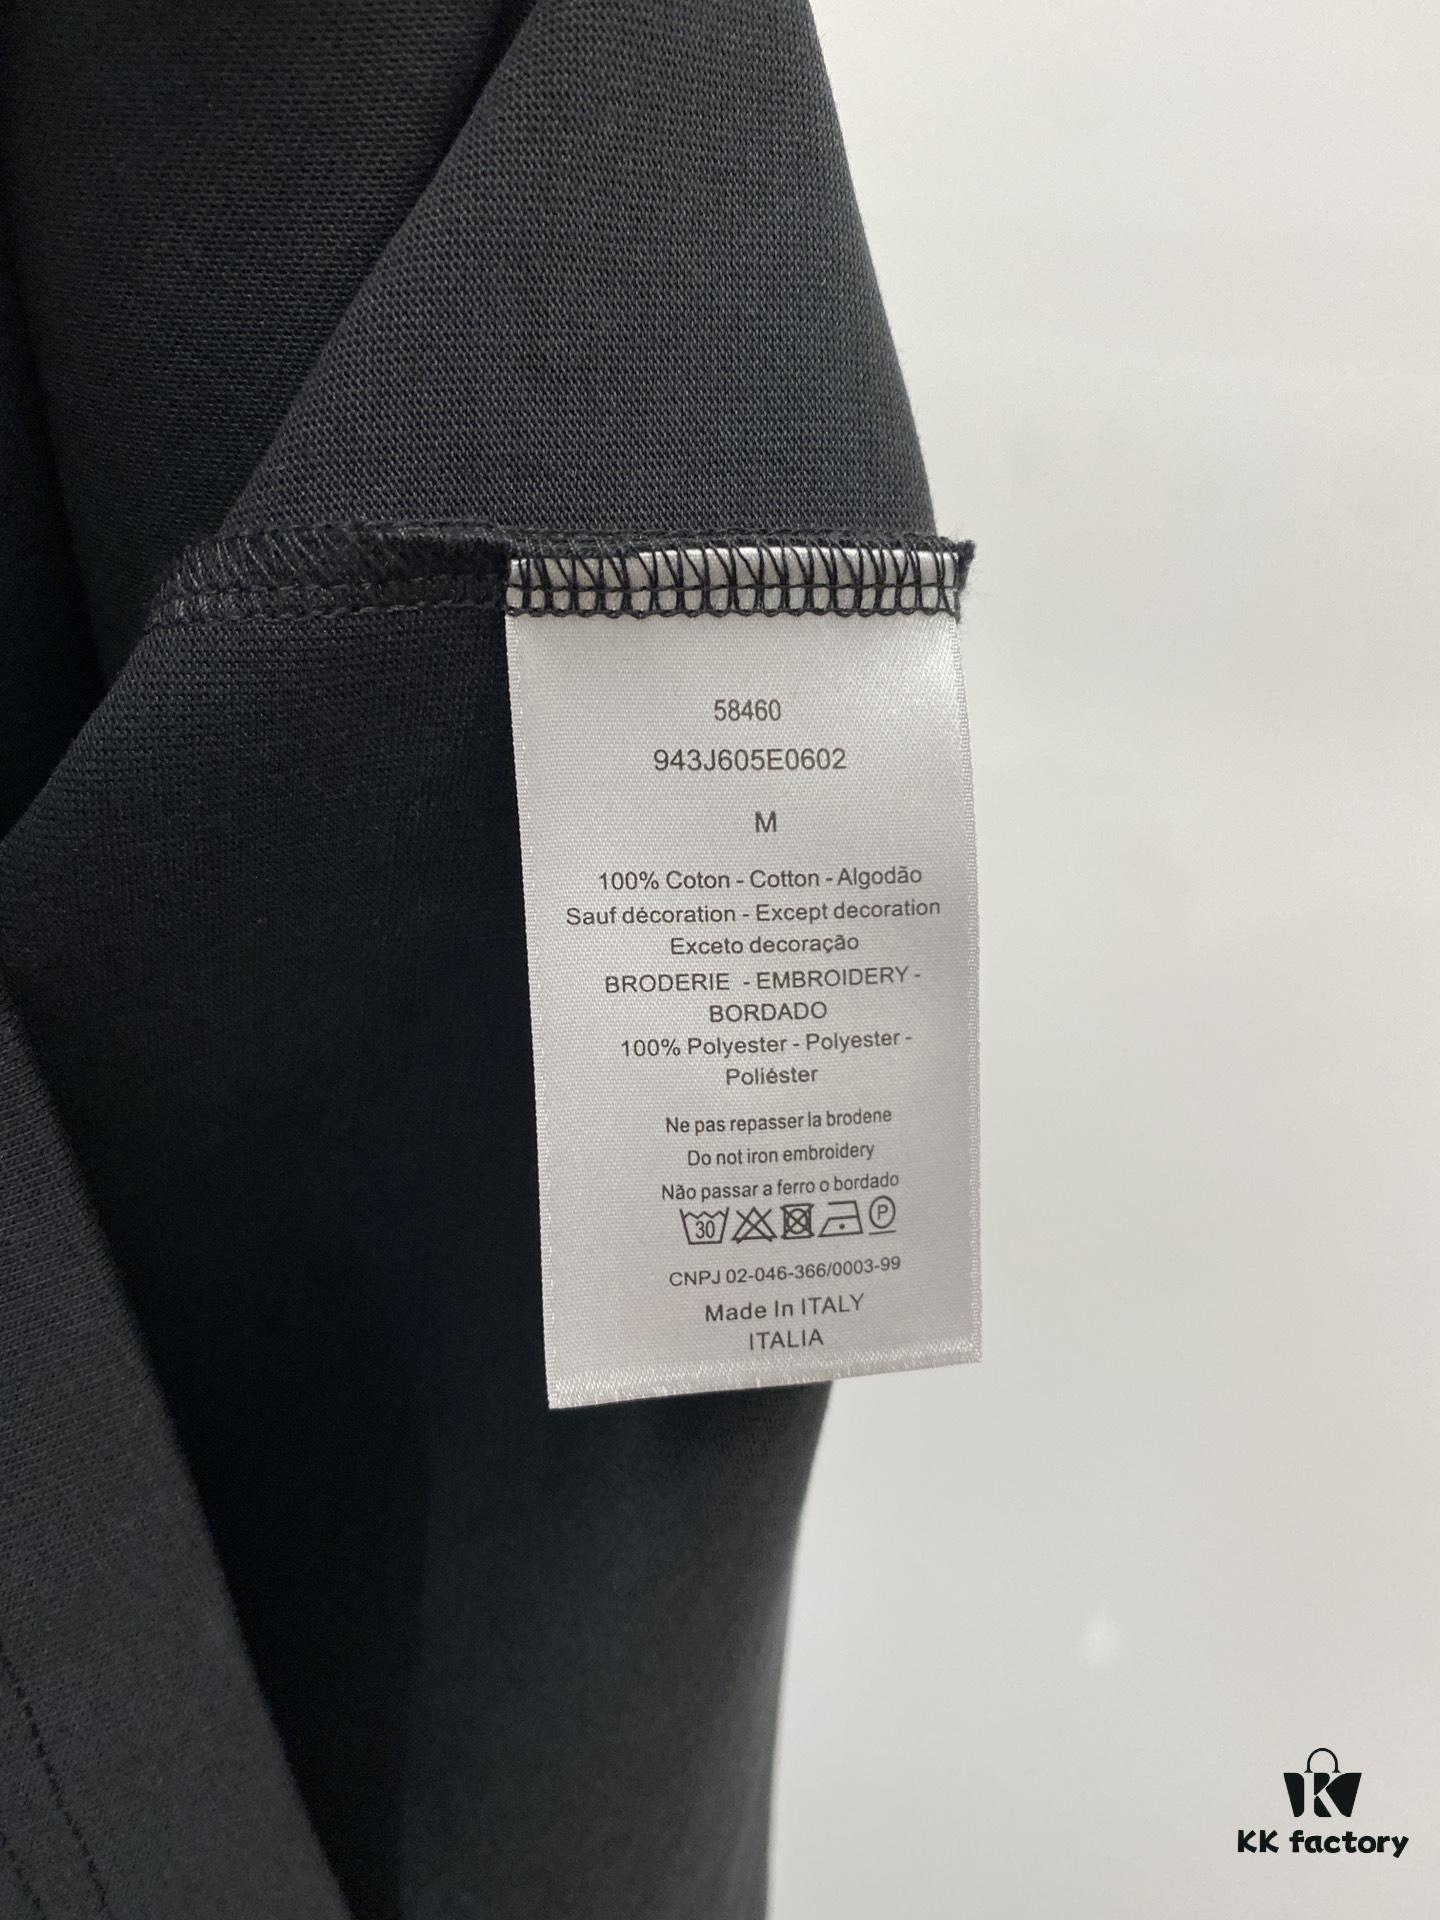 58460
943J605E0602
M
100% Coton - Cotton - Algodão
Sauf décoration - Except decoration
Exceto decoração
BRODERIE - EMBROIDERY -
BORDADO
100% Polyester - Polyester -
Poliéster
Ne pas repasser la brodene
Do not iron embroidery
Não passar a ferro o bordado
30 P
CNPJ 02-046-366/0003-99
Made In ITALY
ITALIA
KK factory